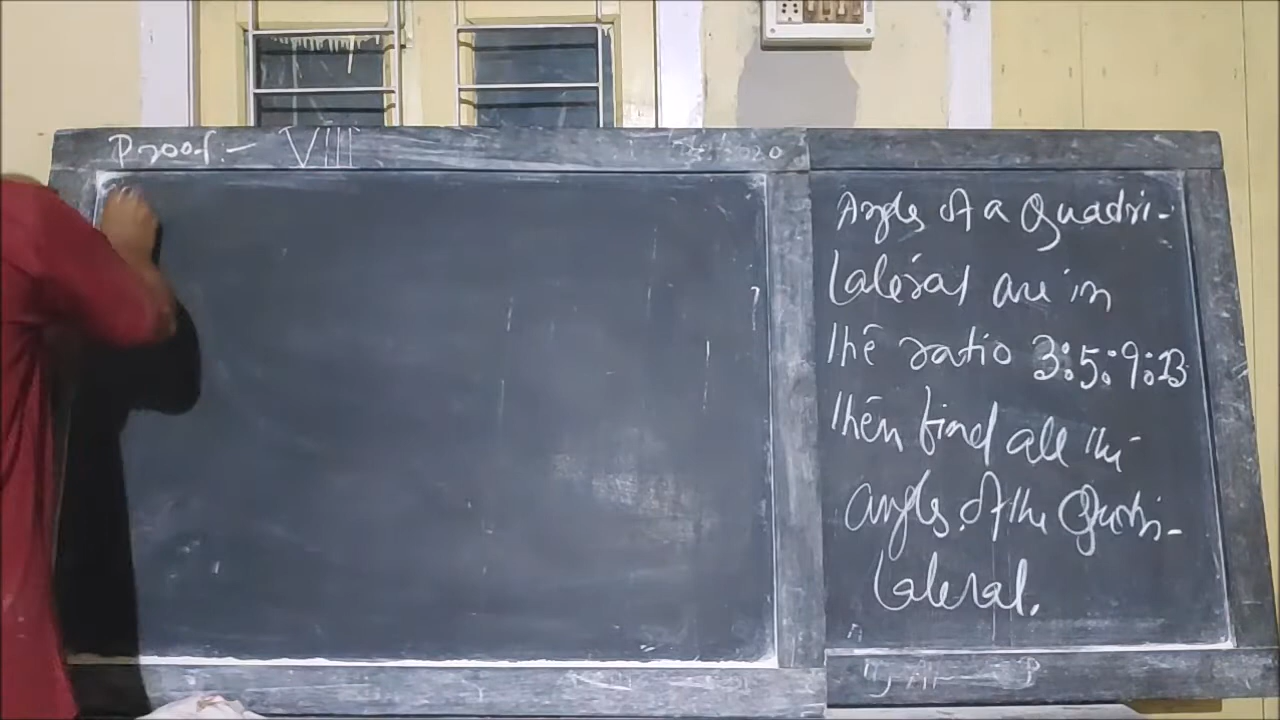 Proof:- VIII
Angles of a Quadri-
lateral are in
the ratio 3:5:9:13
then find all the
angles of the Quadri-
lateral.